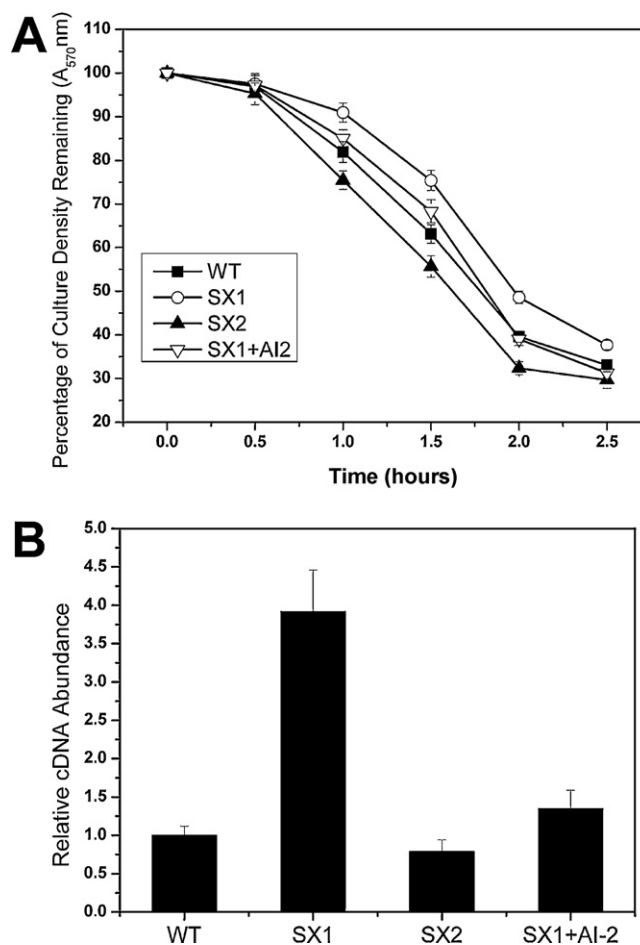 A
Percentage of Culture Density Remaining (A570nm)
110
100
90
80
70
60
50
40
30
20
WT
SX1
SX2
SX1+AI2
0.0 0.5 1.0 1.5 2.0 2.5
Time (hours)
B
Relative cDNA Abundance
5.0
4.5
4.0
3.5
3.0
2.5
2.0
1.5
1.0
0.5
0.0
WT SX1 SX2 SX1+AI-2